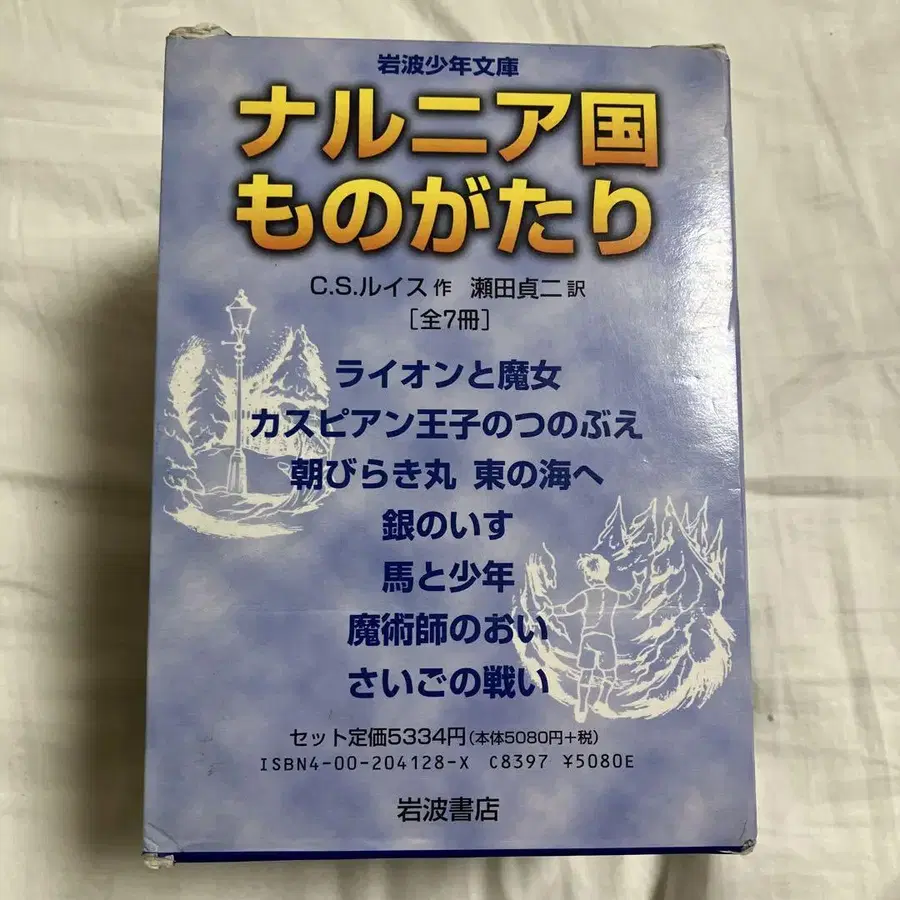 岩波少年文庫
ナルニア国
ものがたり
C.S.ルイス 作 瀬田貞二 訳
[全7冊]
ライオンと魔女
カスピアン王子のつのぶえ
朝びらき丸 東の海へ
銀のいす
馬と少年
魔術師のおい
さいごの戦い
セット定価5334円(本体5080円+税)
ISBN4-00-204128-X C8397 ¥5080E
岩波書店